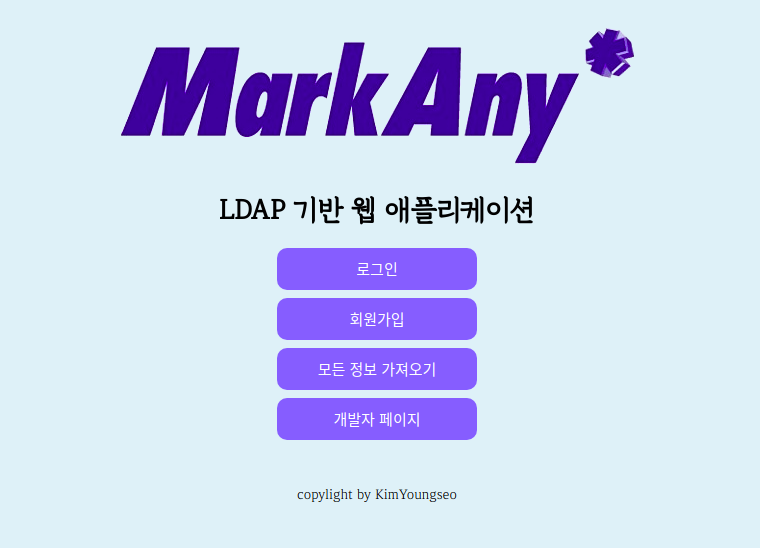 MarkAny
LDAP 기반 웹 애플리케이션
로그인
회원가입
모든 정보 가져오기
개발자 페이지
copylight by KimYoungseo